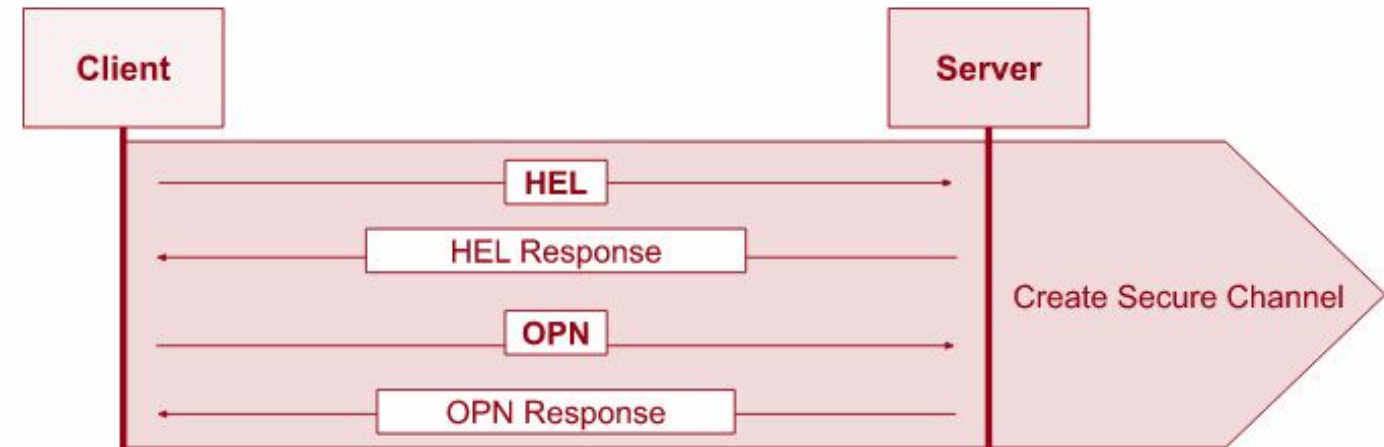 Client
Server
HEL
HEL Response
Create Secure Channel
OPN
OPN Response